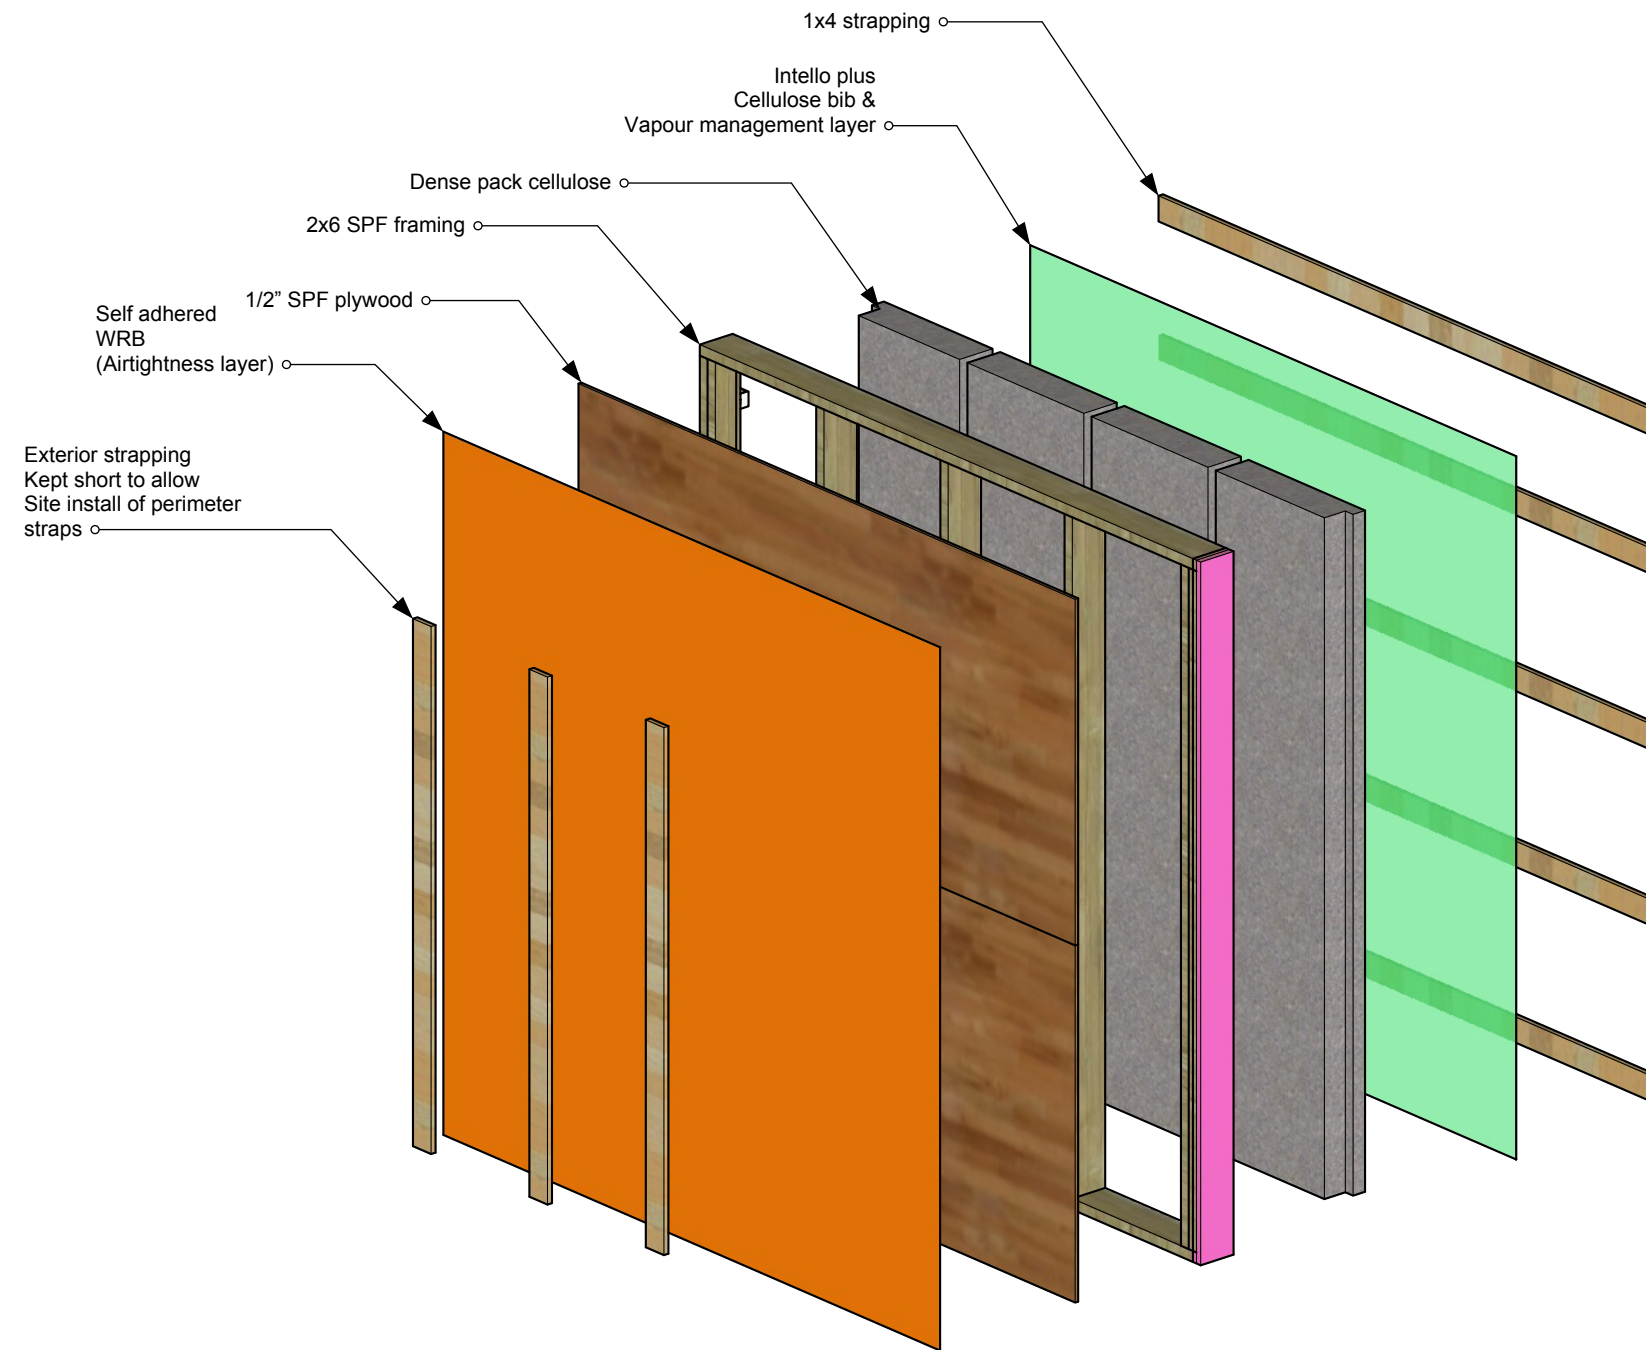 1x4 strapping
Intello plus
Cellulose bib &
Vapour management layer
Dense pack cellulose
2x6 SPF framing
1/2” SPF plywood
Self adhered
WRB
(Airtightness layer)
Exterior strapping
Kept short to allow
Site install of perimeter
straps